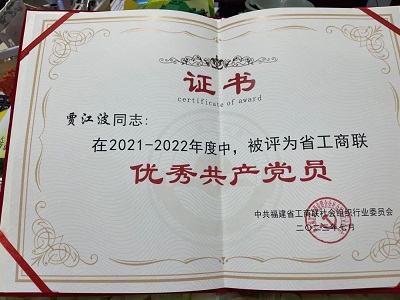 证书
certificate of award
贾江波同志:
在2021-2022年度中，被评为省工商联
优秀共产党员
中共福建省工商联社会组织行业委员会
二〇二二年七月